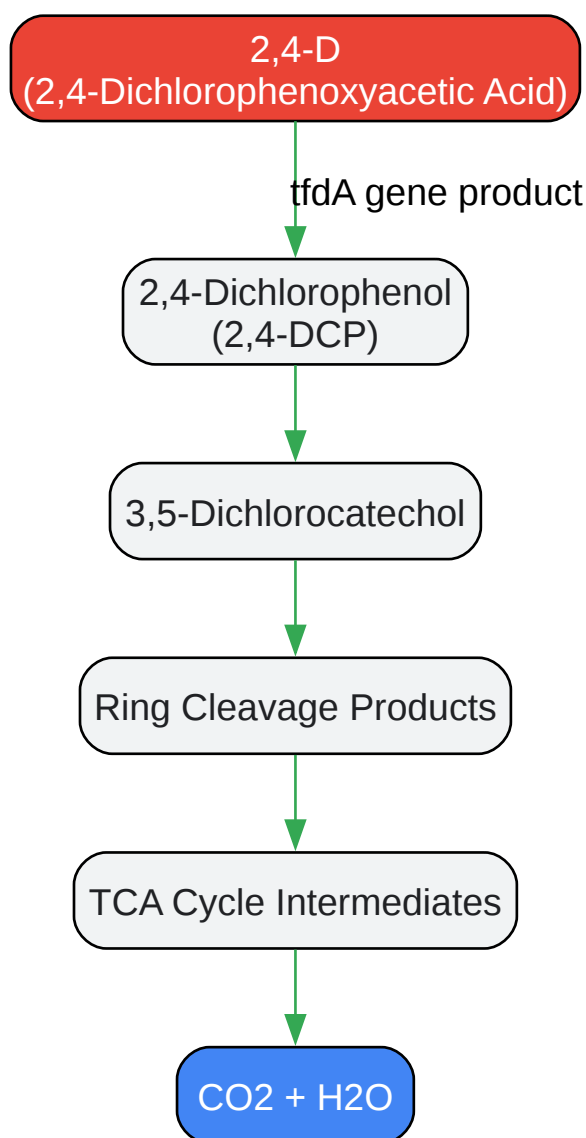 2,4-D
(2,4-Dichlorophenoxyacetic Acid)
tfdA gene product
2,4-Dichlorophenol
(2,4-DCP)
3,5-Dichlorocatechol
Ring Cleavage Products
TCA Cycle Intermediates
CO2 + H2O